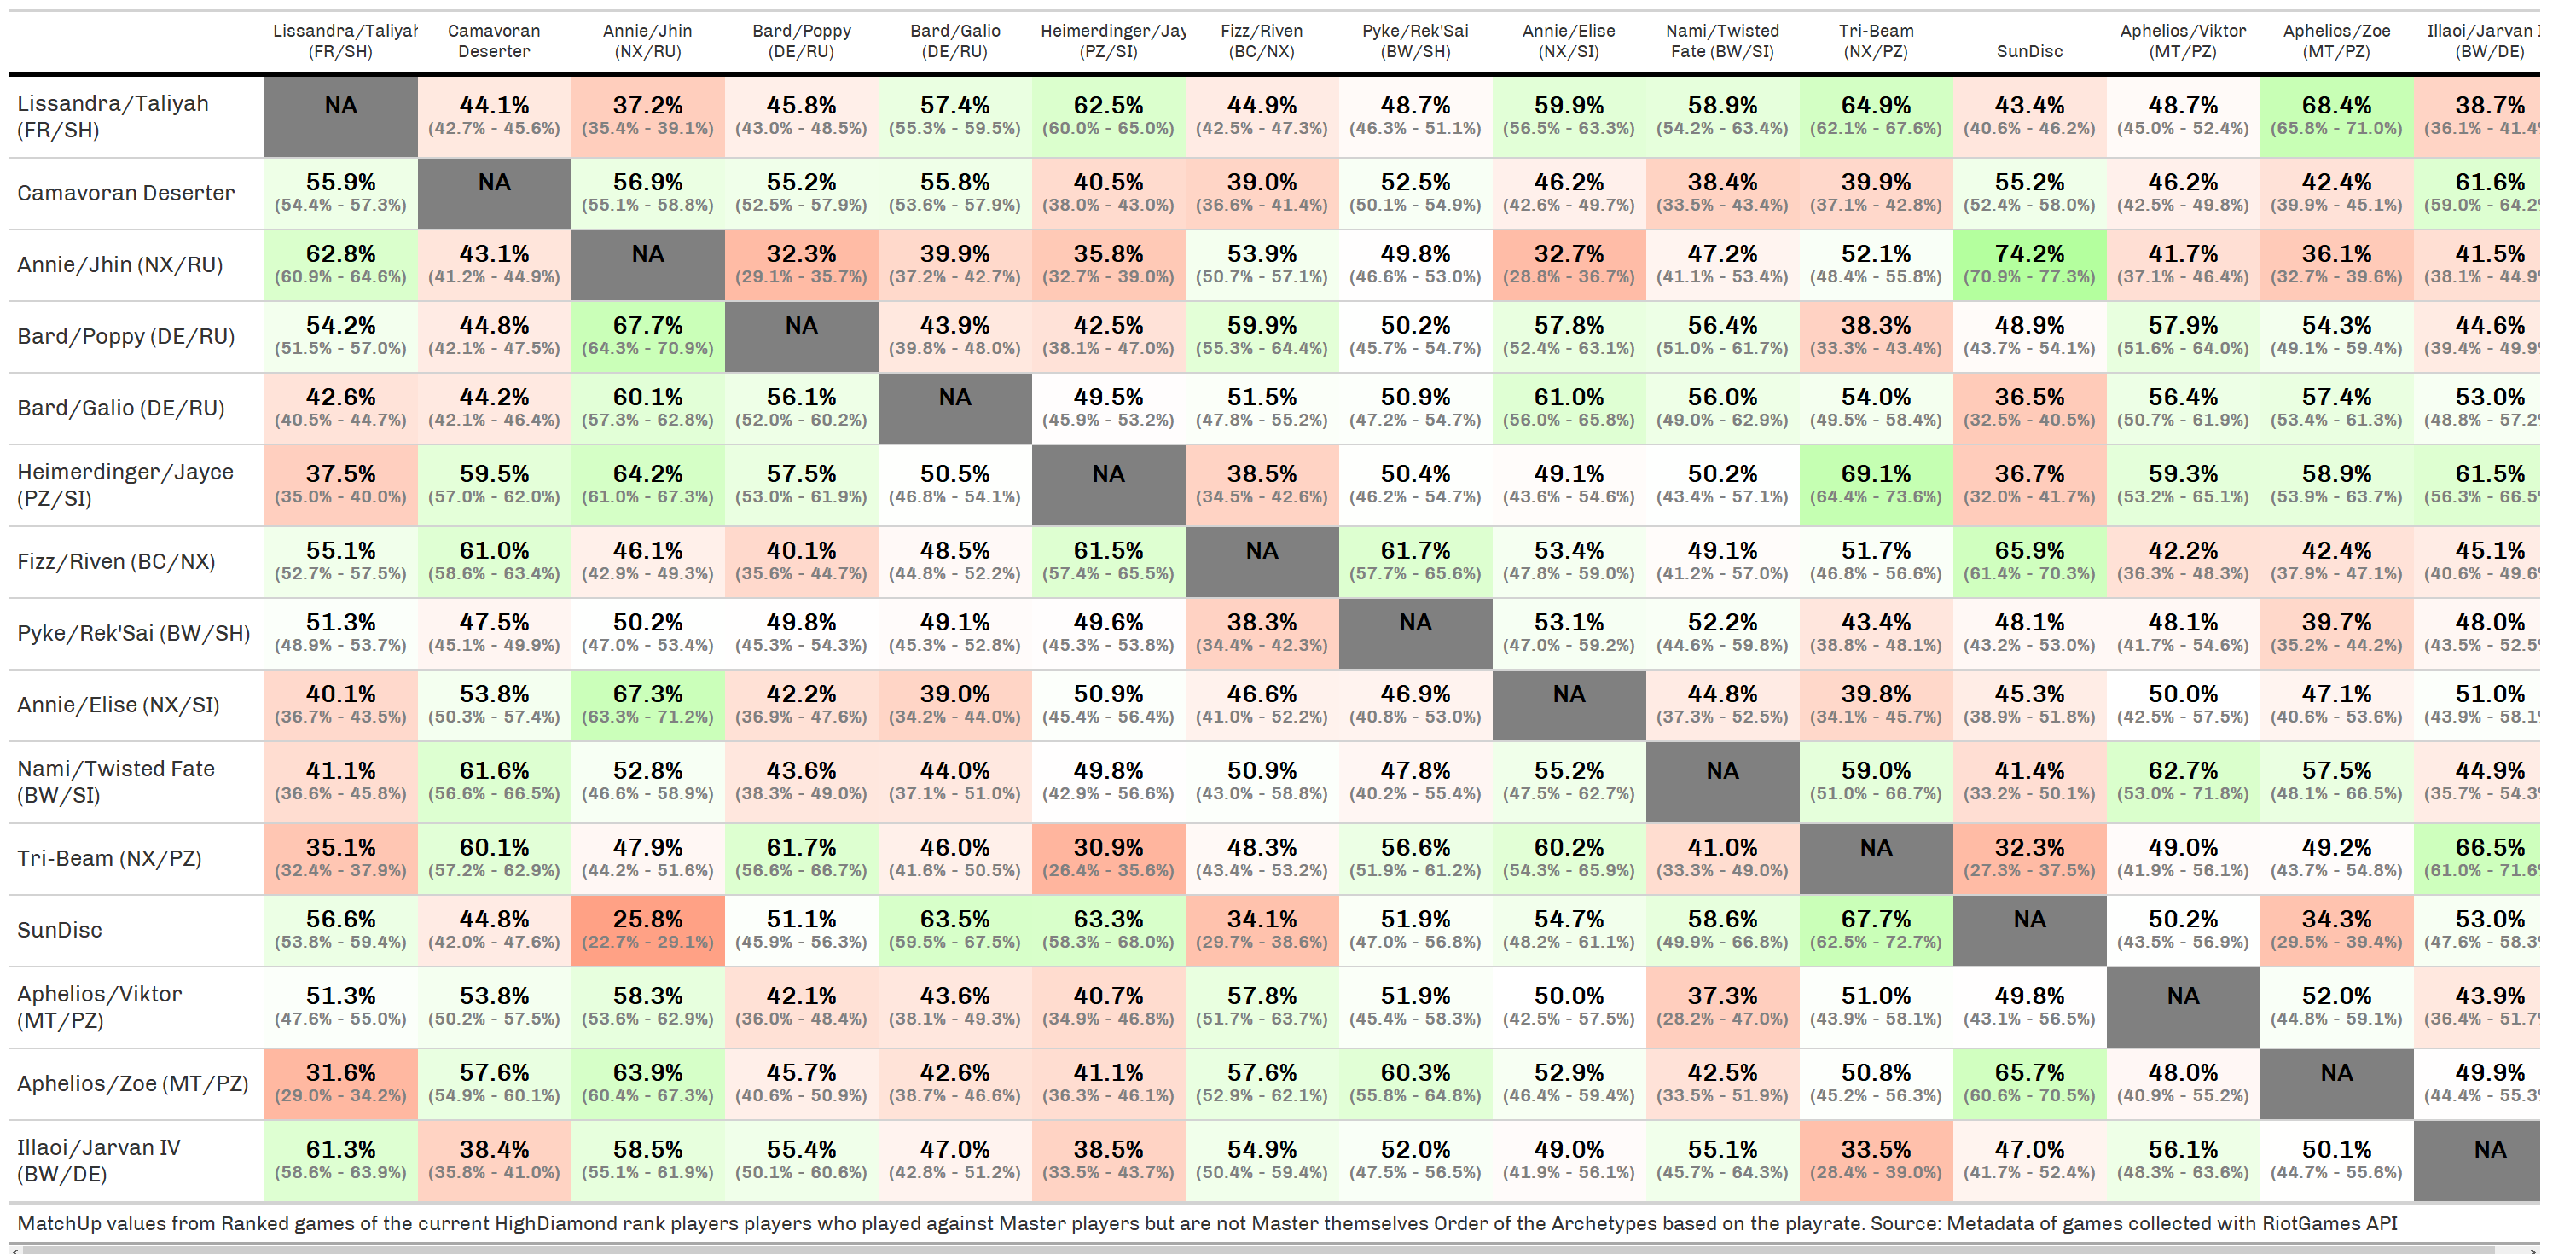 Lissandra/Taliyah Camavoran Annie/Jhin Bard/Poppy Bard/Galio Heimerdinger/Jay Fizz/Riven Pyke/Rek'Sai Annie/Elise Nami/Twisted Tri-Beam Aphelios/Viktor Aphelios/Zoe Illaoi/Jarvan I
(FR/SH) Deserter (NX/RU) (DE/RU) (DE/RU) (PZ/SI) (BC/NX) (BW/SH) (NX/SI) Fate (BW/SI) (NX/PZ) SunDisc (MT/PZ) (MT/PZ) (BW/DE)
Lissandra/Taliyah NA 44.1% 37.2% 45.8% 57.4% 62.5% 44.9% 48.7% 59.9% 58.9% 64.9% 43.4% 48.7% 68.4% 38.7%
(FR/SH) (42.7% - 45.6%) (35.4% - 39.1%) (43.0% - 48.5%) (55.3% - 59.5%) (60.0% - 65.0%) (42.5% - 47.3%) (46.3% - 51.1%) (56.5% - 63.3%) (54.2% - 63.4%) (62.1% - 67.6%) (40.6% - 46.2%) (45.0% - 52.4%) (65.8% - 71.0%) (36.1% - 41.4%
Camavoran Deserter 55.9% NA 56.9% 55.2% 55.8% 40.5% 39.0% 52.5% 46.2% 38.4% 39.9% 55.2% 46.2% 42.4% 61.6%
(54.4% - 57.3%) (55.1% - 58.8%) (52.5% - 57.9%) (53.6% - 57.9%) (38.0% - 43.0%) (36.6% - 41.4%) (50.1% - 54.9%) (42.6% - 49.7%) (33.5% - 43.4%) (37.1% - 42.8%) (52.4% - 58.0%) (42.5% - 49.8%) (39.9% - 45.1%) (59.0% - 64.2%
Annie/Jhin (NX/RU) 62.8% 43.1% NA 32.3% 39.9% 35.8% 53.9% 49.8% 32.7% 47.2% 52.1% 74.2% 41.7% 36.1% 41.5%
(60.9% - 64.6%) (41.2% - 44.9%) (29.1% - 35.7%) (37.2% - 42.7%) (32.7% - 39.0%) (50.7% - 57.1%) (46.6% - 53.0%) (28.8% - 36.7%) (41.1% - 53.4%) (48.4% - 55.8%) (70.9% - 77.3%) (37.1% - 46.4%) (32.7% - 39.6%) (38.1% - 44.9%
Bard/Poppy (DE/RU) 54.2% 44.8% 67.7% NA 43.9% 42.5% 59.9% 50.2% 57.8% 56.4% 38.3% 48.9% 57.9% 54.3% 44.6%
(51.5% - 57.0%) (42.1% - 47.5%) (64.3% - 70.9%) (39.8% - 48.0%) (38.1% - 47.0%) (55.3% - 64.4%) (45.7% - 54.7%) (52.4% - 63.1%) (51.0% - 61.7%) (33.3% - 43.4%) (43.7% - 54.1%) (51.6% - 64.0%) (49.1% - 59.4%) (39.4% - 49.9%
Bard/Galio (DE/RU) 42.6% 44.2% 60.1% 56.1% NA 49.5% 51.5% 50.9% 61.0% 56.0% 54.0% 36.5% 56.4% 57.4% 53.0%
(40.5% - 44.7%) (42.1% - 46.4%) (57.3% - 62.8%) (52.0% - 60.2%) (45.9% - 53.2%) (47.8% - 55.2%) (47.2% - 54.7%) (56.0% - 65.8%) (49.0% - 62.9%) (49.5% - 58.4%) (32.5% - 40.5%) (50.7% - 61.9%) (53.4% - 61.3%) (48.8% - 57.2%
Heimerdinger/Jayce 37.5% 59.5% 64.2% 57.5% 50.5% NA 38.5% 50.4% 49.1% 50.2% 69.1% 36.7% 59.3% 58.9% 61.5%
(PZ/SI) (35.0% - 40.0%) (57.0% - 62.0%) (61.0% - 67.3%) (53.0% - 61.9%) (46.8% - 54.1%) (34.5% - 42.6%) (46.2% - 54.7%) (43.6% - 54.6%) (43.4% - 57.1%) (64.4% - 73.6%) (32.0% - 41.7%) (53.2% - 65.1%) (53.9% - 63.7%) (56.3% - 66.5%
Fizz/Riven (BC/NX) 55.1% 61.0% 46.1% 40.1% 48.5% 61.5% NA 61.7% 53.4% 49.1% 51.7% 65.9% 42.2% 42.4% 45.1%
(52.7% - 57.5%) (58.6% - 63.4%) (42.9% - 49.3%) (35.6% - 44.7%) (44.8% - 52.2%) (57.4% - 65.5%) (57.7% - 65.6%) (47.8% - 59.0%) (41.2% - 57.0%) (46.8% - 56.6%) (61.4% - 70.3%) (36.3% - 48.3%) (37.9% - 47.1%) (40.6% - 49.6%
Pyke/Rek'Sai (BW/SH) 51.3% 47.5% 50.2% 49.8% 49.1% 49.6% 38.3% NA 53.1% 52.2% 43.4% 48.1% 48.1% 39.7% 48.0%
(48.9% - 53.7%) (45.1% - 49.9%) (47.0% - 53.4%) (45.3% - 54.3%) (45.3% - 52.8%) (45.3% - 53.8%) (34.4% - 42.3%) (47.0% - 59.2%) (44.6% - 59.8%) (38.8% - 48.1%) (43.2% - 53.0%) (41.7% - 54.6%) (35.2% - 44.2%) (43.5% - 52.5%
Annie/Elise (NX/SI) 40.1% 53.8% 67.3% 42.2% 39.0% 50.9% 46.6% 46.9% NA 44.8% 39.8% 45.3% 50.0% 47.1% 51.0%
(36.7% - 43.5%) (50.3% - 57.4%) (63.3% - 71.2%) (36.9% - 47.6%) (34.2% - 44.0%) (45.4% - 56.4%) (41.0% - 52.2%) (40.8% - 53.0%) (37.3% - 52.5%) (34.1% - 45.7%) (38.9% - 51.8%) (42.5% - 57.5%) (40.6% - 53.6%) (43.9% - 58.1%
Nami/Twisted Fate 41.1% 61.6% 52.8% 43.6% 44.0% 49.8% 50.9% 47.8% 55.2% NA 59.0% 41.4% 62.7% 57.5% 44.9%
(BW/SI) (36.6% - 45.8%) (56.6% - 66.5%) (46.6% - 58.9%) (38.3% - 49.0%) (37.1% - 51.0%) (42.9% - 56.6%) (43.0% - 58.8%) (40.2% - 55.4%) (47.5% - 62.7%) (51.0% - 66.7%) (33.2% - 50.1%) (53.0% - 71.8%) (48.1% - 66.5%) (35.7% - 54.3%
Tri-Beam (NX/PZ) 35.1% 60.1% 47.9% 61.7% 46.0% 30.9% 48.3% 56.6% 60.2% 41.0% NA 32.3% 49.0% 49.2% 66.5%
(32.4% - 37.9%) (57.2% - 62.9%) (44.2% - 51.6%) (56.6% - 66.7%) (41.6% - 50.5%) (26.4% - 35.6%) (43.4% - 53.2%) (51.9% - 61.2%) (54.3% - 65.9%) (33.3% - 49.0%) (27.3% - 37.5%) (41.9% - 56.1%) (43.7% - 54.8%) (61.0% - 71.6%
SunDisc 56.6% 44.8% 25.8% 51.1% 63.5% 63.3% 34.1% 51.9% 54.7% 58.6% 67.7% NA 50.2% 34.3% 53.0%
(53.8% - 59.4%) (42.0% - 47.6%) (22.7% - 29.1%) (45.9% - 56.3%) (59.5% - 67.5%) (58.3% - 68.0%) (29.7% - 38.6%) (47.0% - 56.8%) (48.2% - 61.1%) (49.9% - 66.8%) (62.5% - 72.7%) (43.5% - 56.9%) (29.5% - 39.4%) (47.6% - 58.3%
Aphelios/Viktor 51.3% 53.8% 58.3% 42.1% 43.6% 40.7% 57.8% 51.9% 50.0% 37.3% 51.0% 49.8% NA 52.0% 43.9%
(MT/PZ) (47.6% - 55.0%) (50.2% - 57.5%) (53.6% - 62.9%) (36.0% - 48.4%) (38.1% - 49.3%) (34.9% - 46.8%) (51.7% - 63.7%) (45.4% - 58.3%) (42.5% - 57.5%) (28.2% - 47.0%) (43.9% - 58.1%) (43.1% - 56.5%) (44.8% - 59.1%) (36.4% - 51.7%
Aphelios/Zoe (MT/PZ) 31.6% 57.6% 63.9% 45.7% 42.6% 41.1% 57.6% 60.3% 52.9% 42.5% 50.8% 65.7% 48.0% NA 49.9%
(29.0% - 34.2%) (54.9% - 60.1%) (60.4% - 67.3%) (40.6% - 50.9%) (38.7% - 46.6%) (36.3% - 46.1%) (52.9% - 62.1%) (55.8% - 64.8%) (46.4% - 59.4%) (33.5% - 51.9%) (45.2% - 56.3%) (60.6% - 70.5%) (40.9% - 55.2%) (44.4% - 55.3%
Illaoi/Jarvan IV 61.3% 38.4% 58.5% 55.4% 47.0% 38.5% 54.9% 52.0% 49.0% 55.1% 33.5% 47.0% 56.1% 50.1% NA
(BW/DE) (58.6% - 63.9%) (35.8% - 41.0%) (55.1% - 61.9%) (50.1% - 60.6%) (42.8% - 51.2%) (33.5% - 43.7%) (50.4% - 59.4%) (47.5% - 56.5%) (41.9% - 56.1%) (45.7% - 64.3%) (28.4% - 39.0%) (41.7% - 52.4%) (48.3% - 63.6%) (44.7% - 55.6%)
MatchUp values from Ranked games of the current HighDiamond rank players players who played against Master players but are not Master themselves Order of the Archetypes based on the playrate. Source: Metadata of games collected with RiotGames API